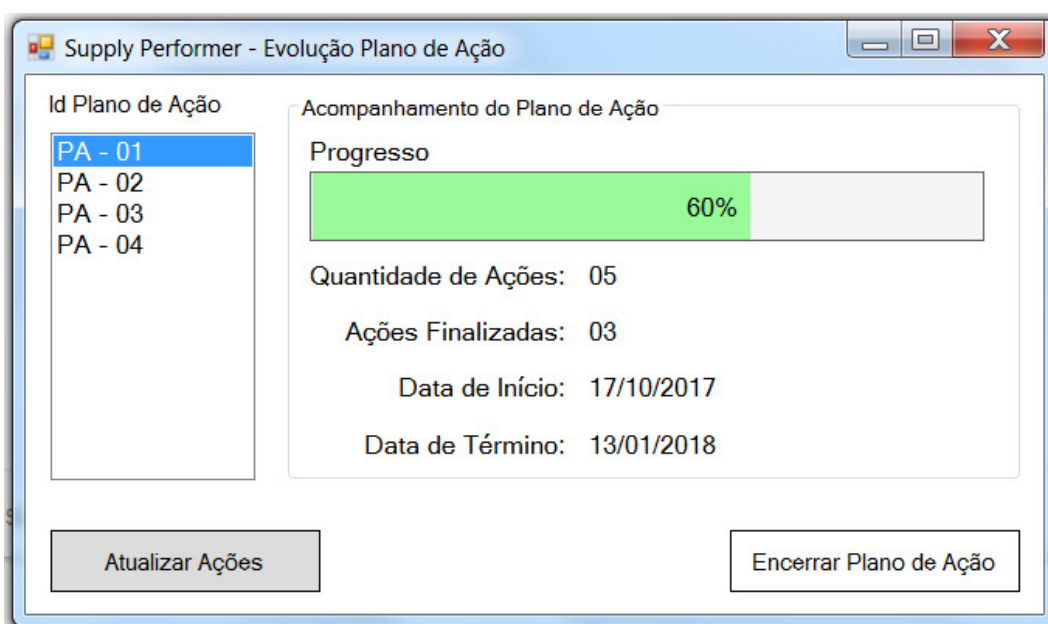 Supply Performer - Evolução Plano de Ação
Id Plano de Ação
PA - 01
PA - 02
PA - 03
PA - 04
Acompanhamento do Plano de Ação
Progresso
60%
Quantidade de Ações: 05
Ações Finalizadas: 03
Data de Início: 17/10/2017
Data de Término: 13/01/2018
Atualizar Ações
Encerrar Plano de Ação